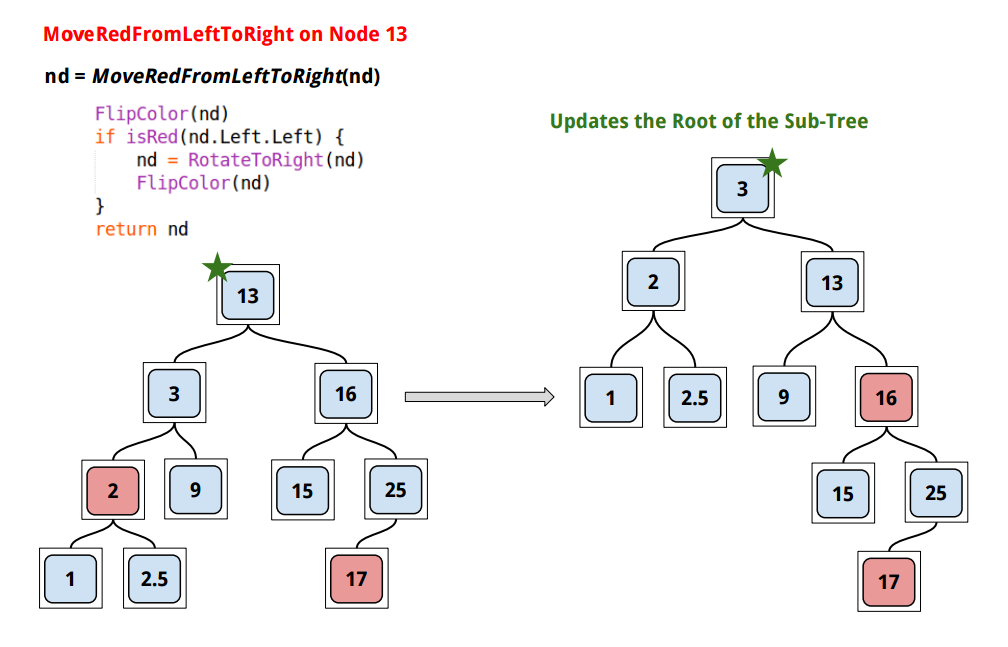 MoveRedFromLeftToRight on Node 13
nd = MoveRedFromLeftToRight(nd)
FlipColor(nd)
if isRed(nd.Left.Left) {
nd = RotateToRight(nd)
FlipColor(nd)
}
return nd
13
3
16
2
9
15
25
1
2.5
17
Updates the Root of the Sub-Tree
3
2
13
1
2.5
9
16
15
25
17